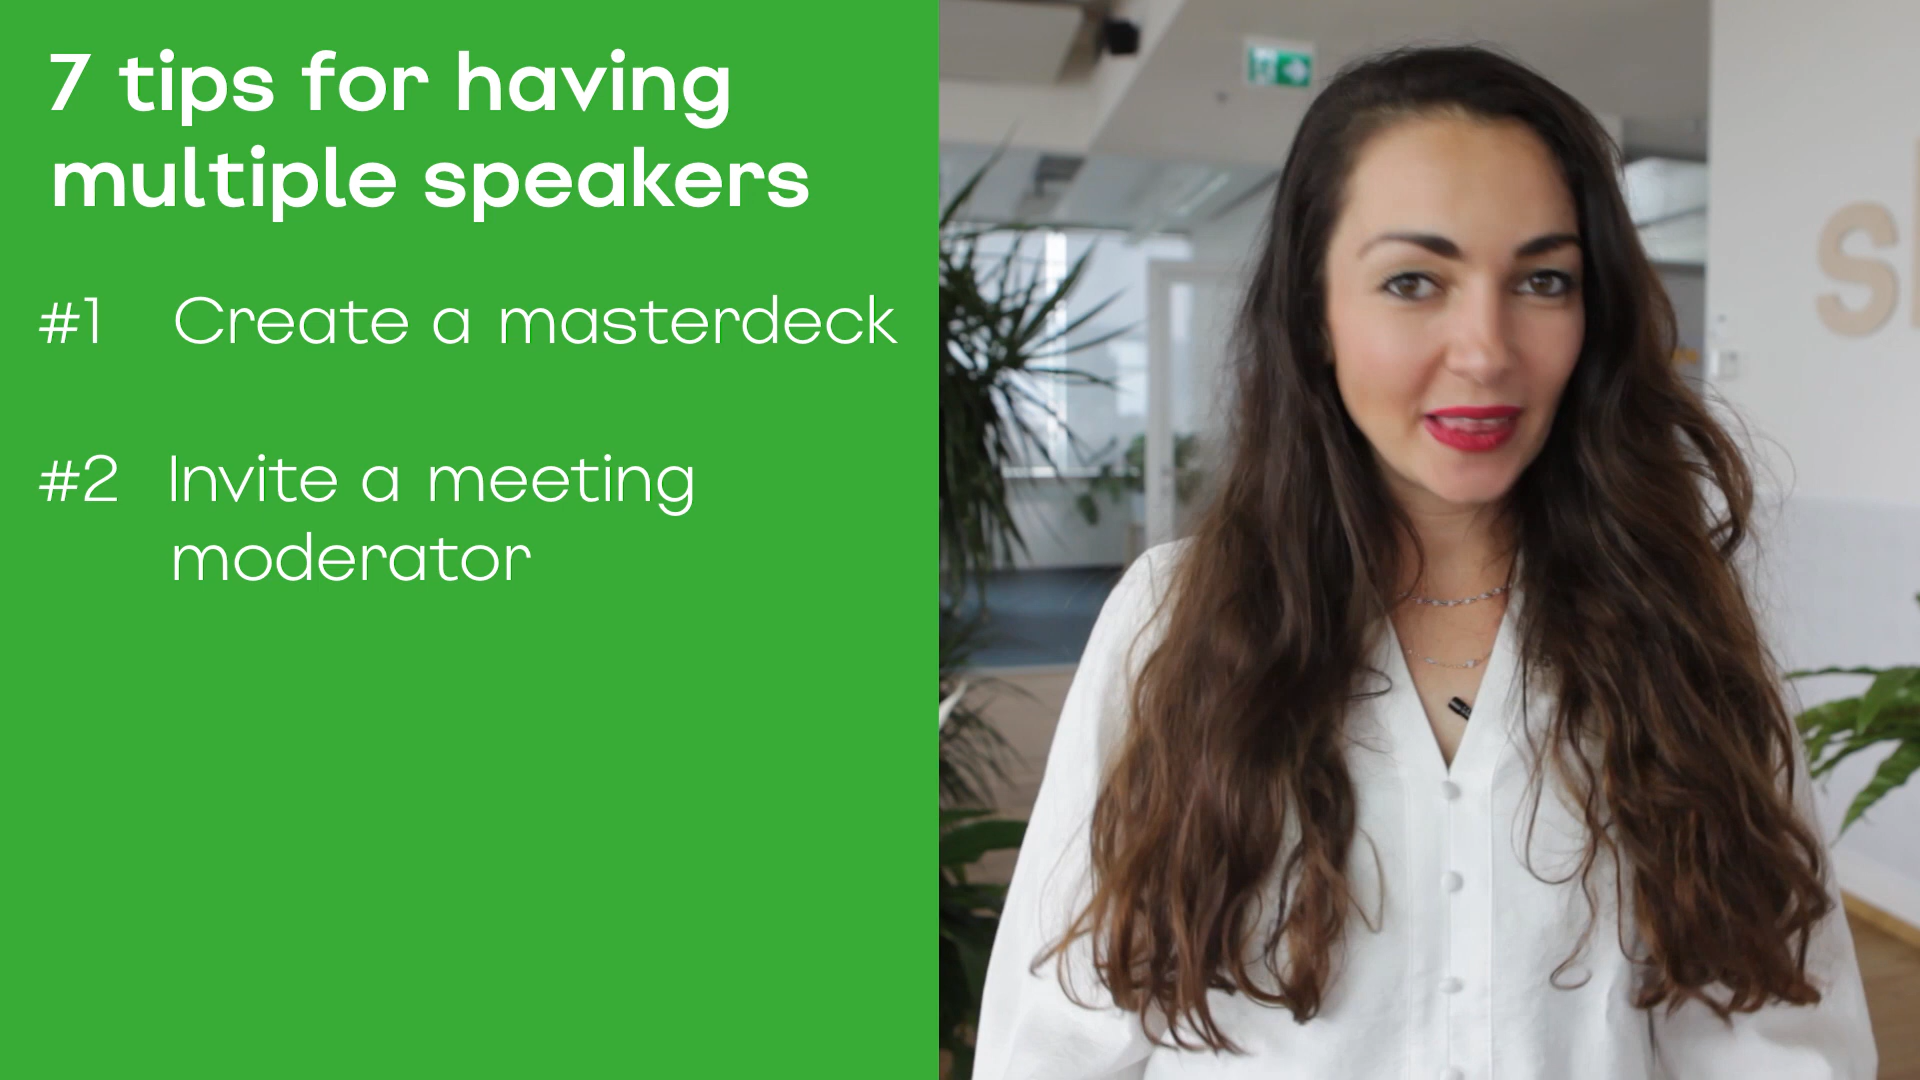 7 tips for having
multiple speakers
#1 Create a masterdeck
#2 Invite a meeting
moderator